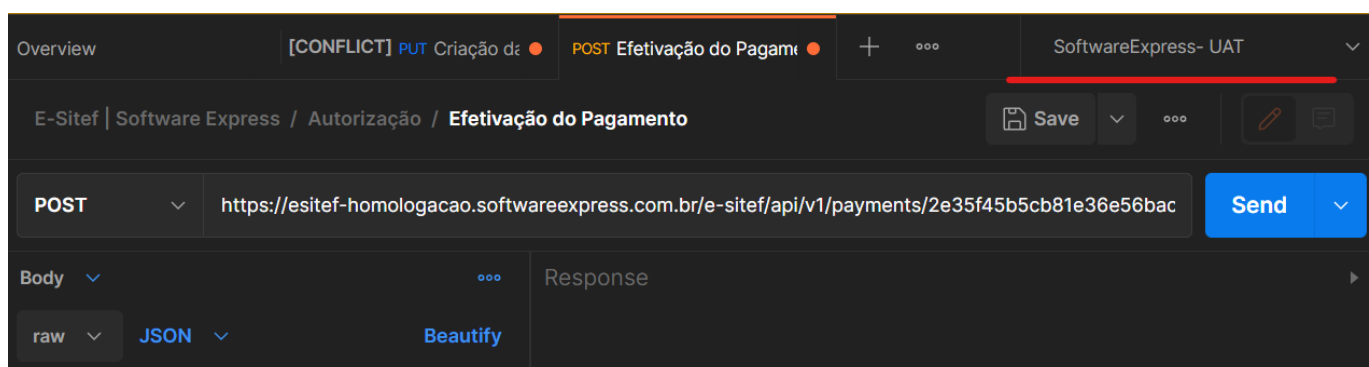 Overview [CONFLICT] PUT Criação da POST Efetivação do Pagame SoftwareExpress- UAT
E-Sitef | Software Express / Autorização / Efetivação do Pagamento Save
POST https://esitef-homologacao.softwareexpress.com.br/e-sitef/api/v1/payments/2e35f45b5cb81e36e56bac Send
Body Response
raw JSON Beautify